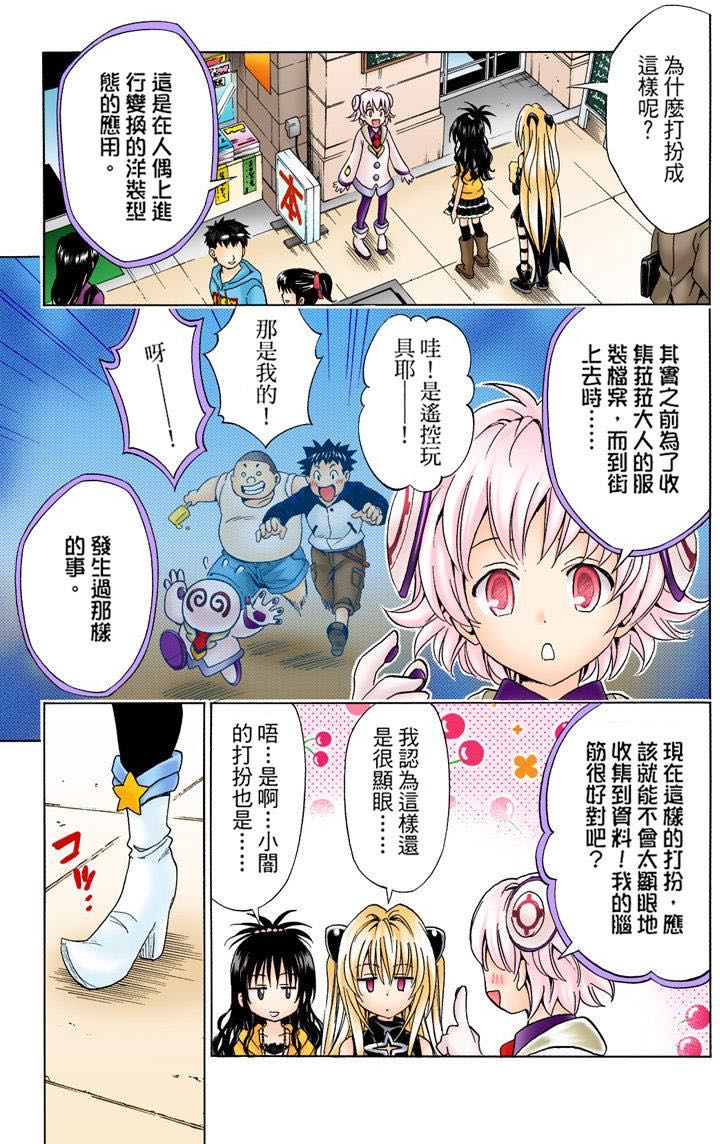 為什麼打扮成
這樣呢？
這是在人偶上進
行變換的洋裝型
態的應用。
本
其實之前為了收
集菈菈大人的服
裝檔案，而到街
上去時……
哇！是遙控玩
具耶——！
那是我的！
呀——！
發生過那樣
的事。
現在這樣的打扮，應
該就能不會太顯眼地
收集到資料！我的腦
筋很好對吧？
我認為這樣還
是很顯眼……
唔…是啊…小闇
的打扮也是……
コッ…